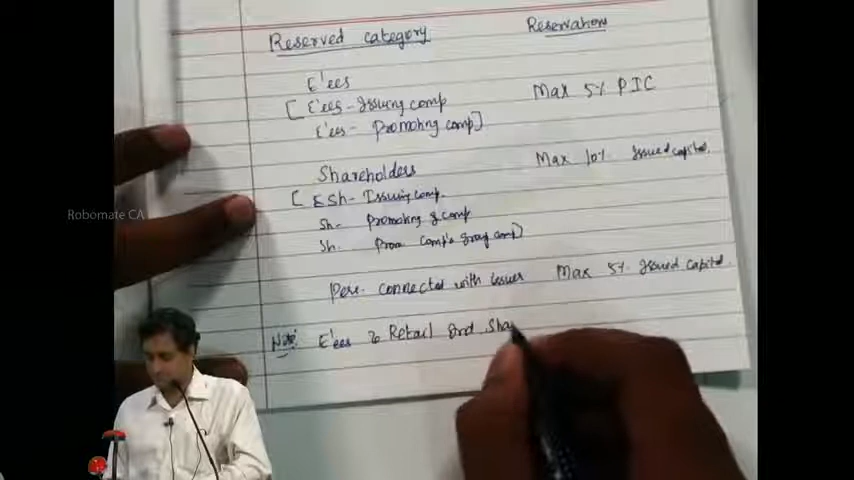 Reserved category Reservation
E'ees
[ E'ees - Issuing comp Max 5% PIC
E'ees - Promoting comp]
Shareholders Max 10% Issued capital.
[ Sh - Issuing comp.
Sh - Promoting comp
Sh. Prom comp's group comp]
Pers. connected with issuer Max 5% Issued capital.
Note: E'ees & Retail Ind Sha
Robomate CA